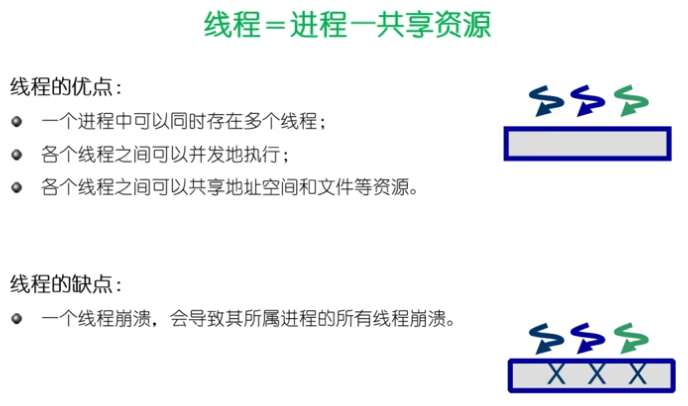 线程＝进程－共享资源
线程的优点：
一个进程中可以同时存在多个线程；
各个线程之间可以并发地执行；
各个线程之间可以共享地址空间和文件等资源。
线程的缺点：
一个线程崩溃，会导致其所属进程的所有线程崩溃。
X X X